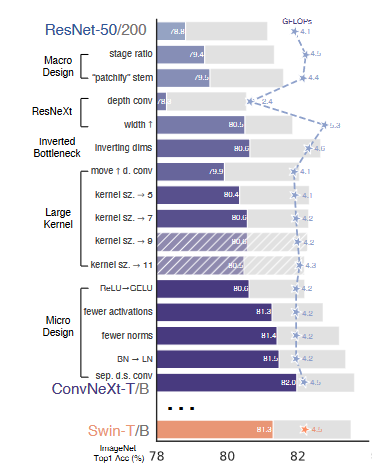 GFLOPs
ResNet-50/200 78.8 4.1
Macro Design
stage ratio 79.4 4.5
"patchify" stem 79.5 4.4
ResNeXt
depth conv 78.3 2.4
width ↑ 80.5 5.3
Inverted Bottleneck
inverting dims 80.6 4.6
Large Kernel
move ↑ d. conv 79.9 4.1
kernel sz. → 5 80.4 4.1
kernel sz. → 7 80.6 4.2
kernel sz. → 9 80.6 4.2
kernel sz. → 11 80.5 4.3
Micro Design
ReLU→GELU 80.6 4.2
fewer activations 81.3 4.2
fewer norms 81.4 4.2
BN → LN 81.5 4.2
sep. d.s. conv
ConvNeXt-T/B 82.0 4.5
...
Swin-T/B 81.3 4.5
ImageNet
Top1 Acc (%) 78 80 82